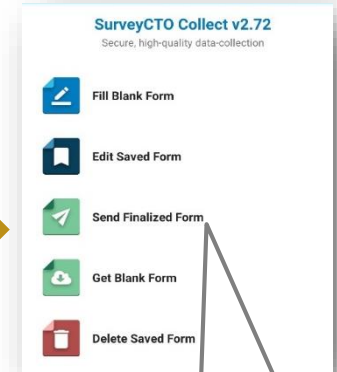 SurveyCTO Collect v2.72
Secure, high-quality data-collection
Fill Blank Form
Edit Saved Form
Send Finalized Form
Get Blank Form
Delete Saved Form